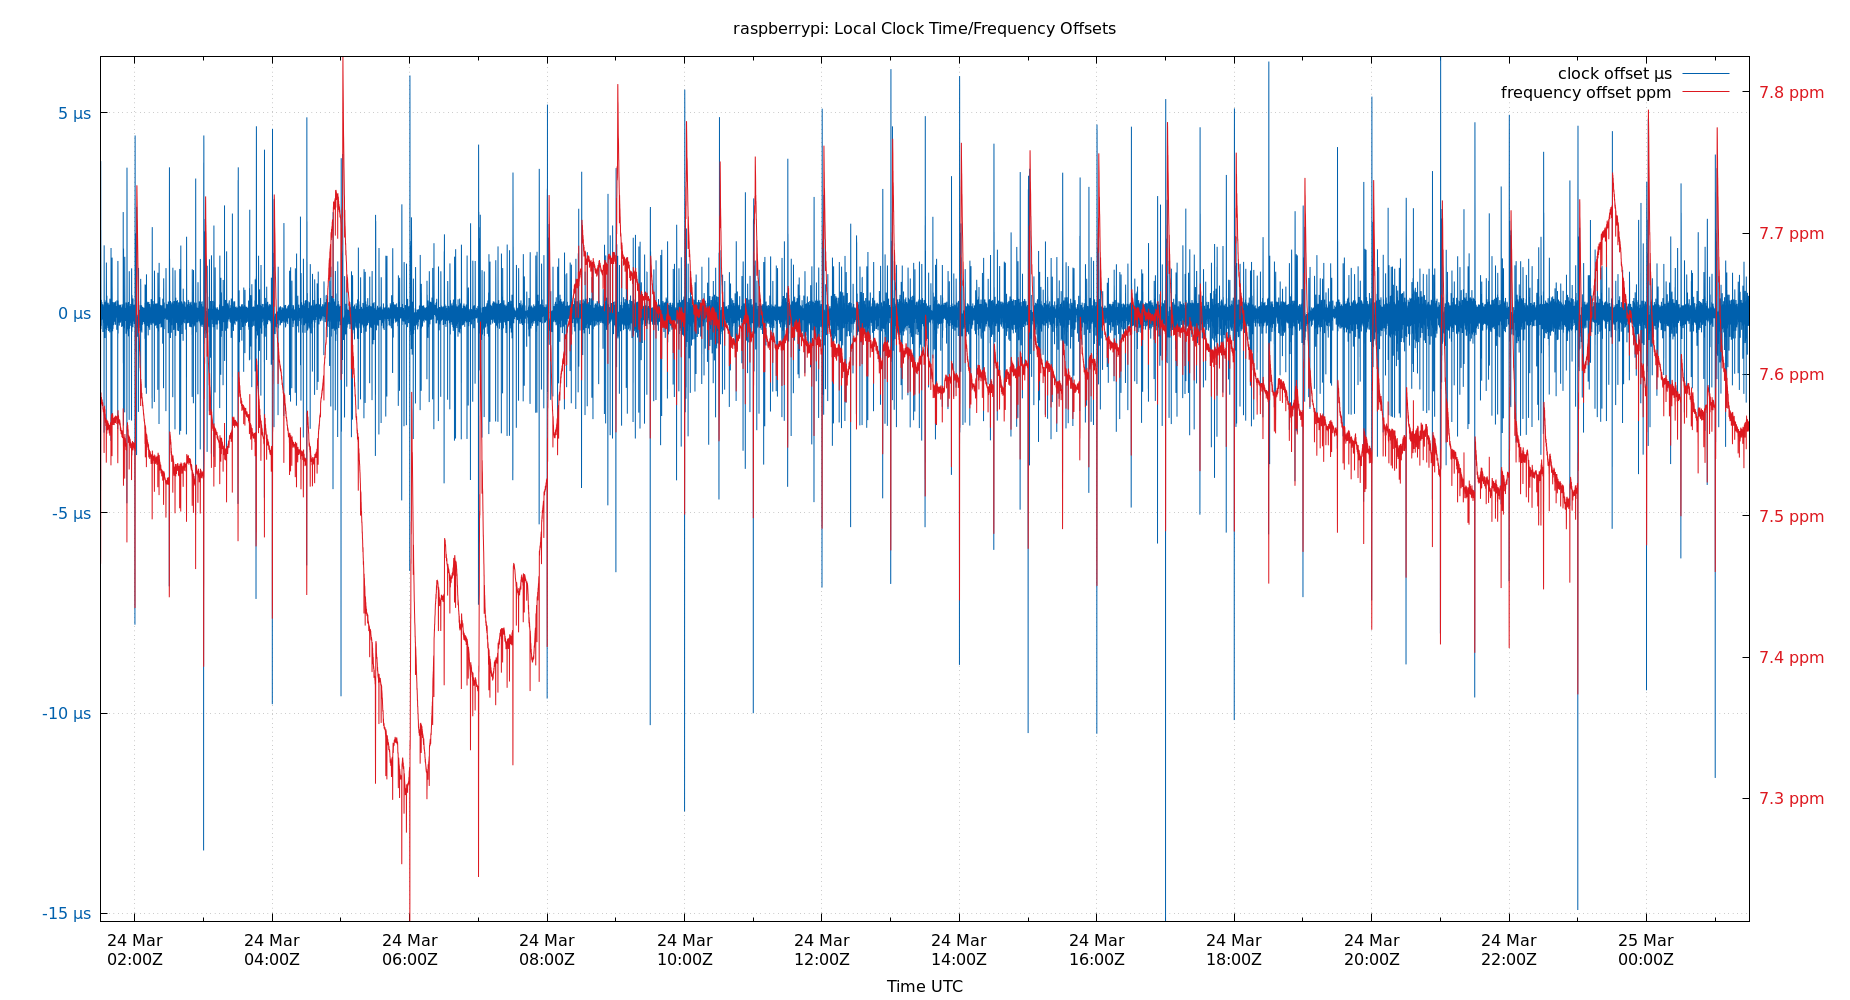 raspberrypi: Local Clock Time/Frequency Offsets
clock offset µs
frequency offset ppm
5 µs
0 µs
-5 µs
-10 µs
-15 µs
7.8 ppm
7.7 ppm
7.6 ppm
7.5 ppm
7.4 ppm
7.3 ppm
24 Mar 24 Mar 24 Mar 24 Mar 24 Mar 24 Mar 24 Mar 24 Mar 24 Mar 24 Mar 24 Mar 25 Mar
02:00Z 04:00Z 06:00Z 08:00Z 10:00Z 12:00Z 14:00Z 16:00Z 18:00Z 20:00Z 22:00Z 00:00Z
Time UTC